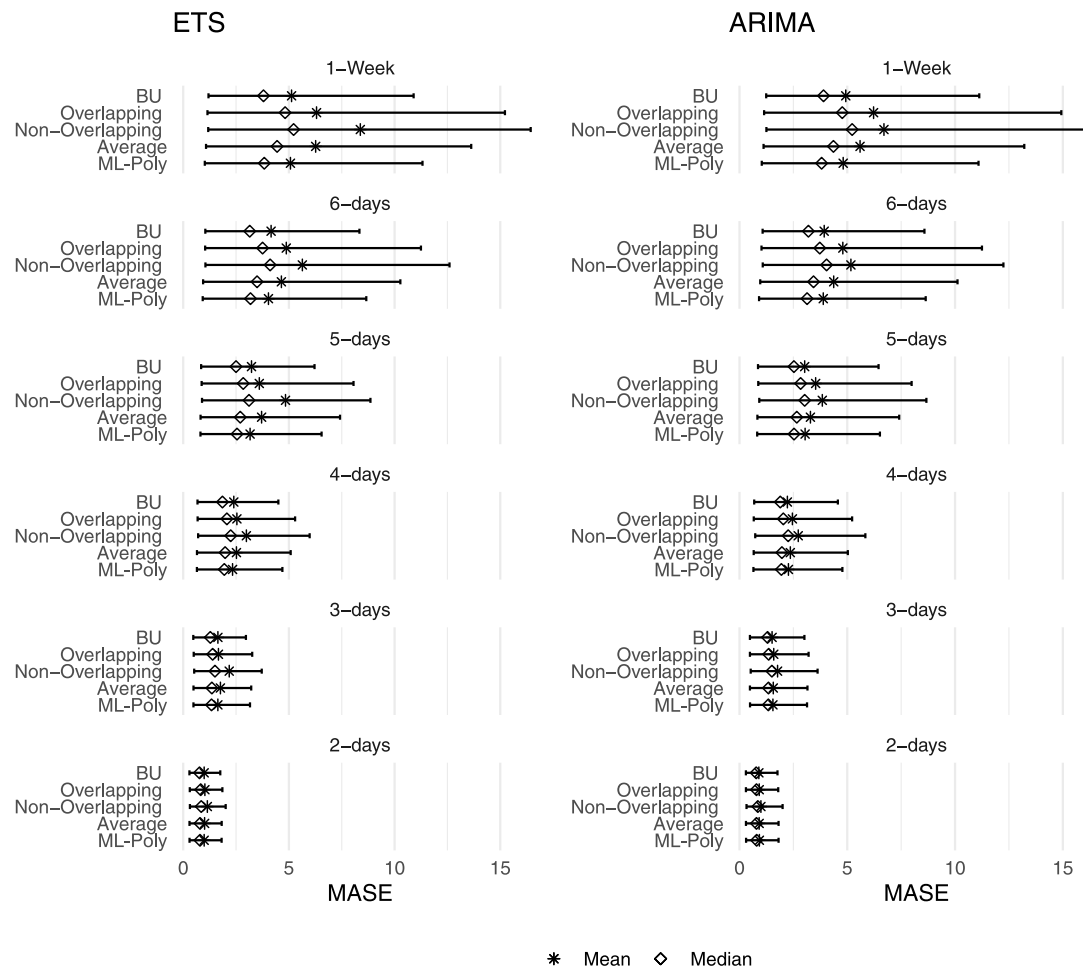 ETS
1−Week
BU
Overlapping
Non−Overlapping
Average
ML-Poly
6−days
BU
Overlapping
Non−Overlapping
Average
ML-Poly
5−days
BU
Overlapping
Non−Overlapping
Average
ML-Poly
4−days
BU
Overlapping
Non−Overlapping
Average
ML-Poly
3−days
BU
Overlapping
Non−Overlapping
Average
ML-Poly
2−days
BU
Overlapping
Non−Overlapping
Average
ML-Poly
0 5 10 15
MASE
ARIMA
1−Week
BU
Overlapping
Non−Overlapping
Average
ML-Poly
6−days
BU
Overlapping
Non−Overlapping
Average
ML-Poly
5−days
BU
Overlapping
Non−Overlapping
Average
ML-Poly
4−days
BU
Overlapping
Non−Overlapping
Average
ML-Poly
3−days
BU
Overlapping
Non−Overlapping
Average
ML-Poly
2−days
BU
Overlapping
Non−Overlapping
Average
ML-Poly
0 5 10 15
MASE
Mean Median